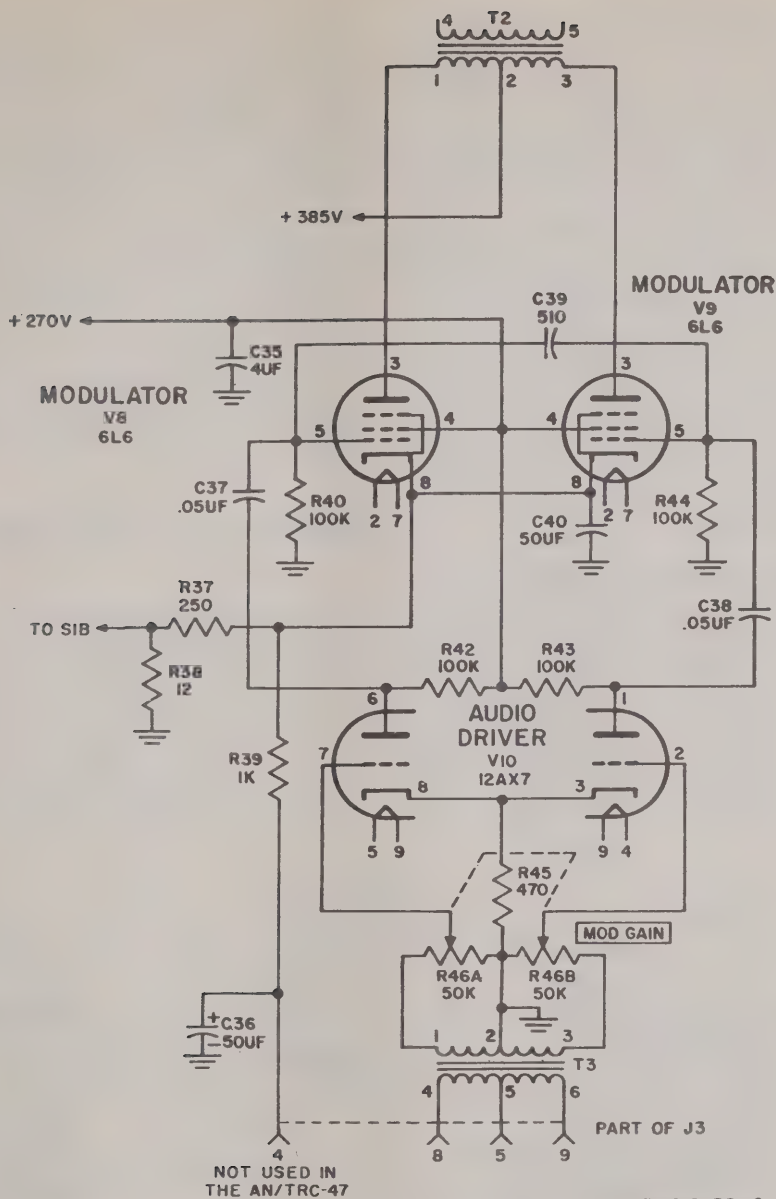 4 T2 5
1 2 3
+ 385V
MODULATOR
V9
6L6
C39
510
+ 270V
C35
4UF
MODULATOR
V8
6L6
3
3
5
4
4
5
8
8
C37
.05UF
R40
100K
2 7
C40
50UF
2 7
R44
100K
R37
250
TO S1B
R38
12
C38
.05UF
R42
100K
R43
100K
6
1
AUDIO
DRIVER
V10
12AX7
7
2
8
3
R39
1K
5 9
9 4
R45
470
MOD GAIN
R46A
50K
R46B
50K
+
C36
50UF
1 2 3
T3
4 5 6
PART OF J3
4
8 5 9
NOT USED IN
THE AN/TRC-47